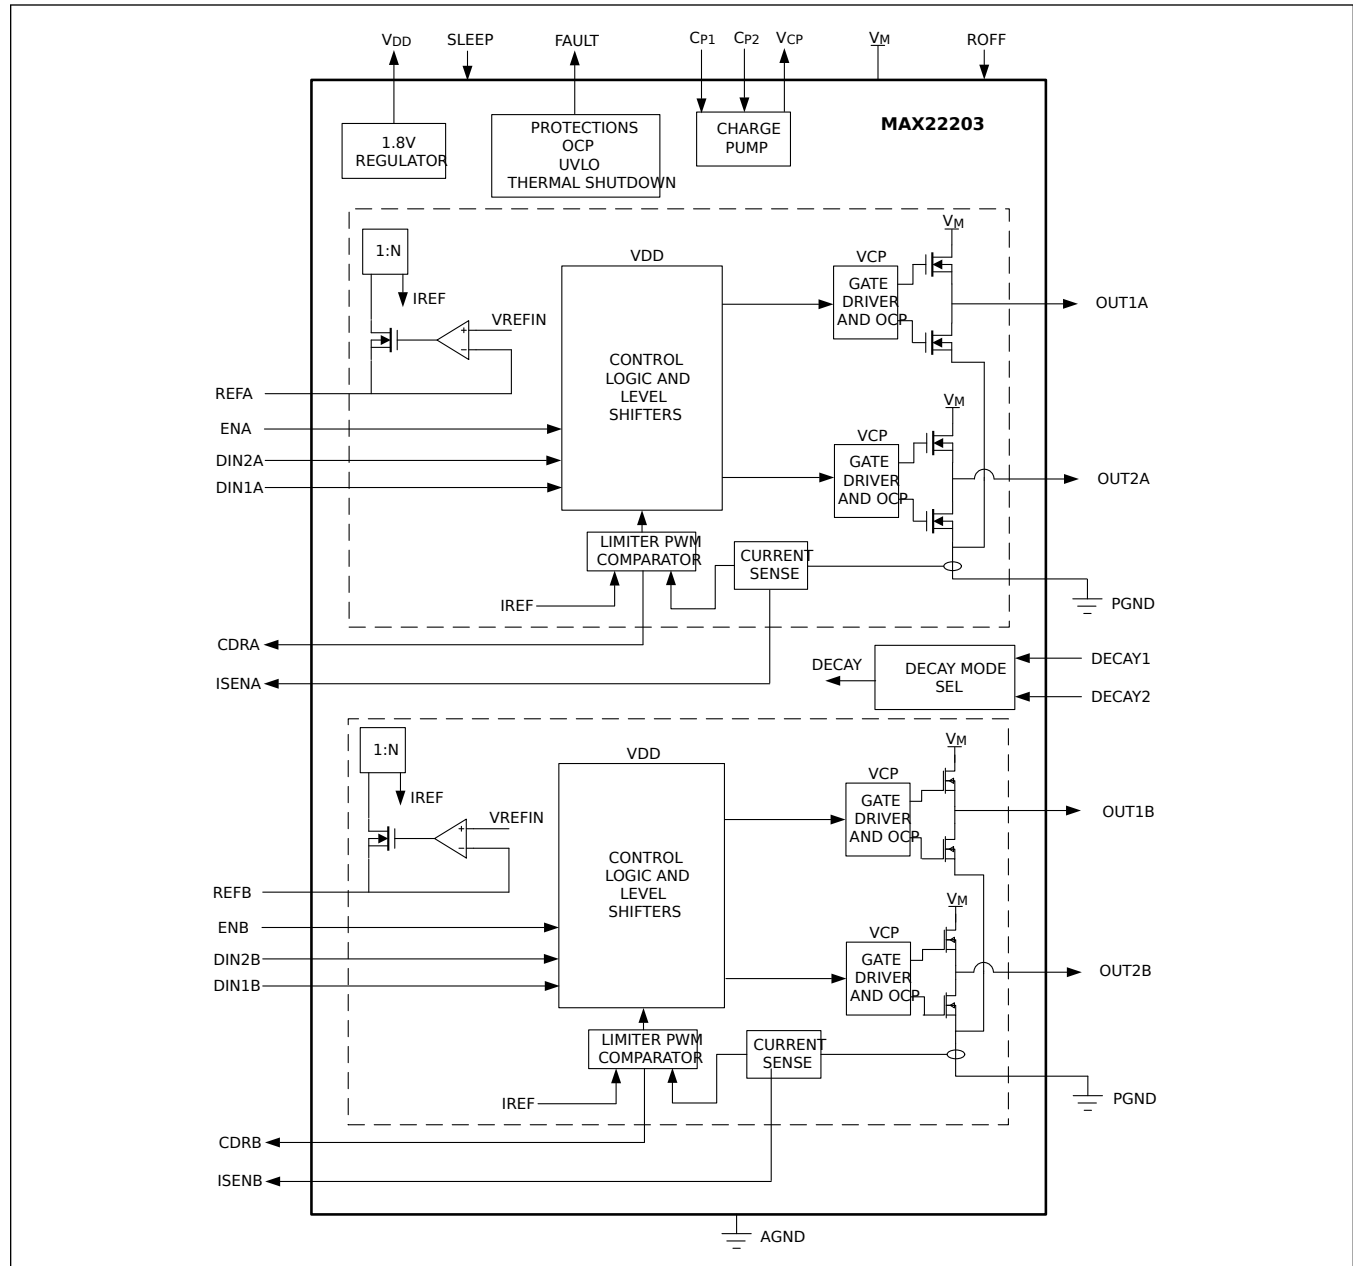 VDD
SLEEP
FAULT
CP1
CP2
VCP
VM
ROFF
MAX22203
1.8V
REGULATOR
PROTECTIONS
OCP
UVLO
THERMAL SHUTDOWN
CHARGE
PUMP
1:N
IREF
VREFIN
VDD
CONTROL
LOGIC AND
LEVEL
SHIFTERS
VCP
GATE
DRIVER
AND OCP
VM
OUT1A
REFA
ENA
DIN2A
DIN1A
VCP
GATE
DRIVER
AND OCP
VM
OUT2A
LIMITER PWM
COMPARATOR
CURRENT
SENSE
IREF
PGND
CDRA
ISENA
DECAY
DECAY MODE
SEL
DECAY1
DECAY2
1:N
IREF
VREFIN
VDD
CONTROL
LOGIC AND
LEVEL
SHIFTERS
VCP
GATE
DRIVER
AND OCP
VM
OUT1B
REFB
ENB
DIN2B
DIN1B
VCP
GATE
DRIVER
AND OCP
VM
OUT2B
LIMITER PWM
COMPARATOR
CURRENT
SENSE
IREF
PGND
CDRB
ISENB
AGND